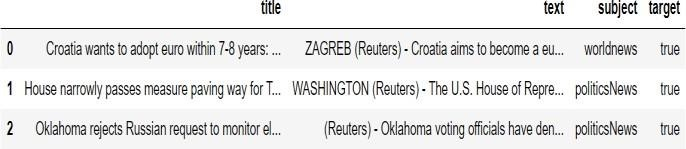 title text subject target
0 Croatia wants to adopt euro within 7-8 years: ... ZAGREB (Reuters) - Croatia aims to become a eu... worldnews true
1 House narrowly passes measure paving way for T... WASHINGTON (Reuters) - The U.S. House of Repre... politicsNews true
2 Oklahoma rejects Russian request to monitor el... (Reuters) - Oklahoma voting officials have den... politicsNews true